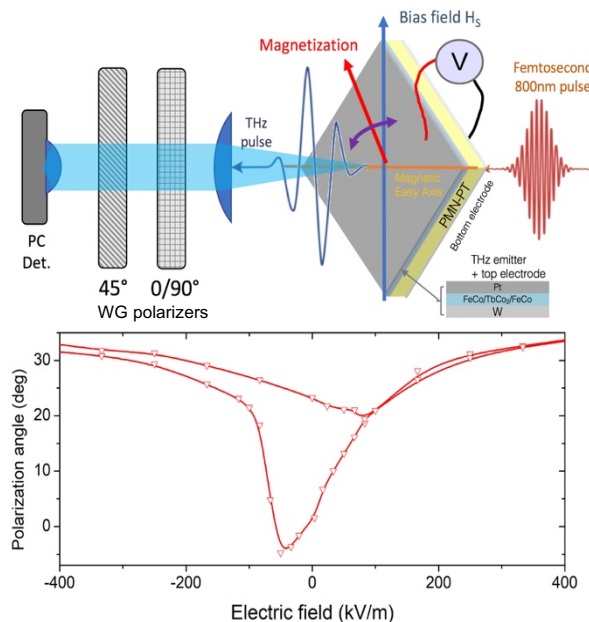 Bias field Hₛ
Magnetization
V
Femtosecond
800nm pulse
THz
pulse
Magnetic
Easy Axis
PMN-PT
Bottom electrode
PC
Det.
45°
0/90°
WG polarizers
THz emitter
+ top electrode
Pt
FeCo/TbCo₂/FeCo
W
Polarization angle (deg)
30
20
10
0
-400
-200
0
200
400
Electric field (kV/m)